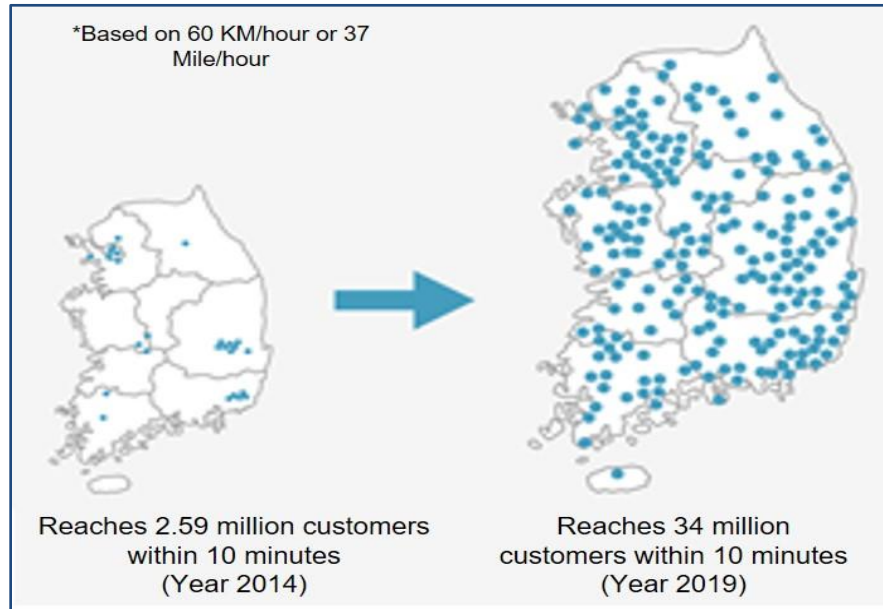 *Based on 60 KM/hour or 37
Mile/hour
Reaches 2.59 million customers
within 10 minutes
(Year 2014)
Reaches 34 million
customers within 10 minutes
(Year 2019)